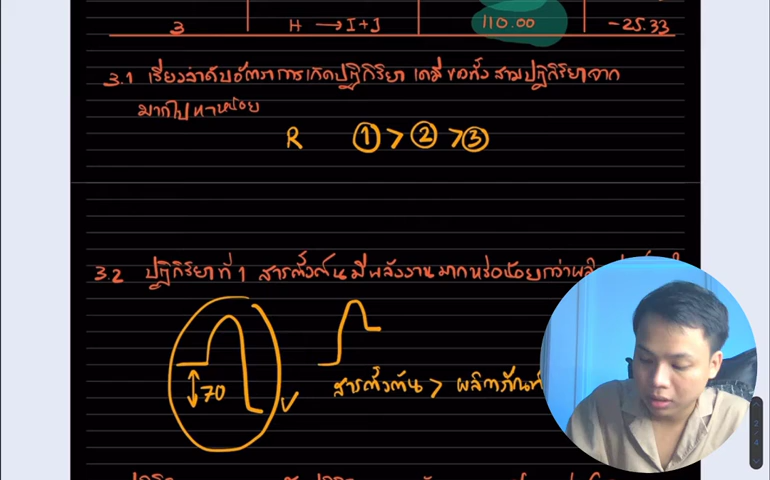 3 H → I+J 110.00 -25.33
3.1 เรียงลำดับอัตราการเกิดปฏิกิริยาเคมีของทั้งสามปฏิกิริยาจาก
มากไปหาน้อย
R ① > ② > ③
3.2 ปฏิกิริยาที่ 1 สารตั้งต้นมีพลังงานมากหรือน้อยกว่า
70
สารตั้งต้น > ผลิตภัณฑ์
2/4